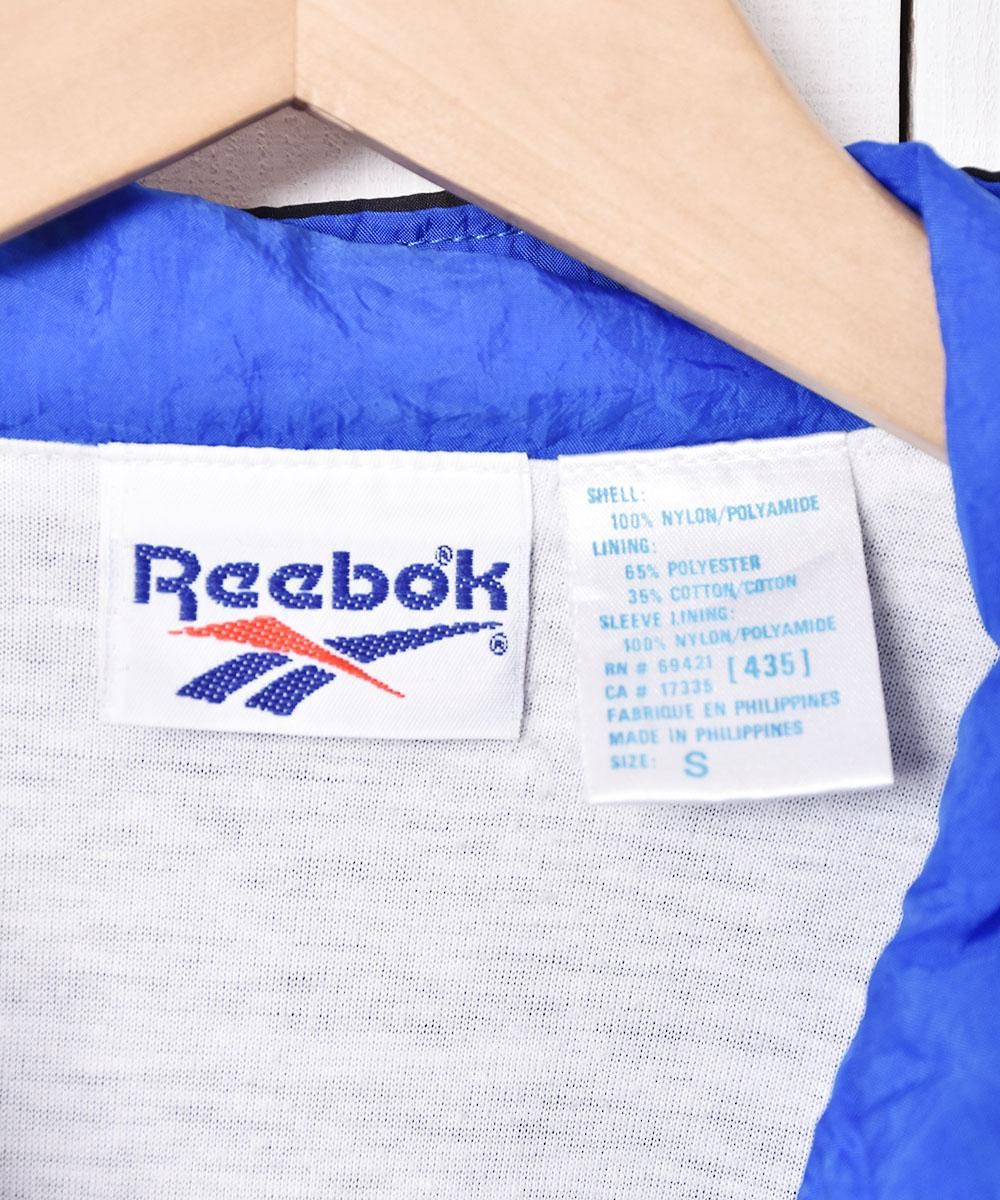 Reebok®
®
SHELL:
100% NYLON/POLYAMIDE
LINING:
65% POLYESTER
35% COTTON/COTON
SLEEVE LINING:
100% NYLON/POLYAMIDE
RN # 69421 [435]
CA # 17335
FABRIQUE EN PHILIPPINES
MADE IN PHILIPPINES
SIZE: S